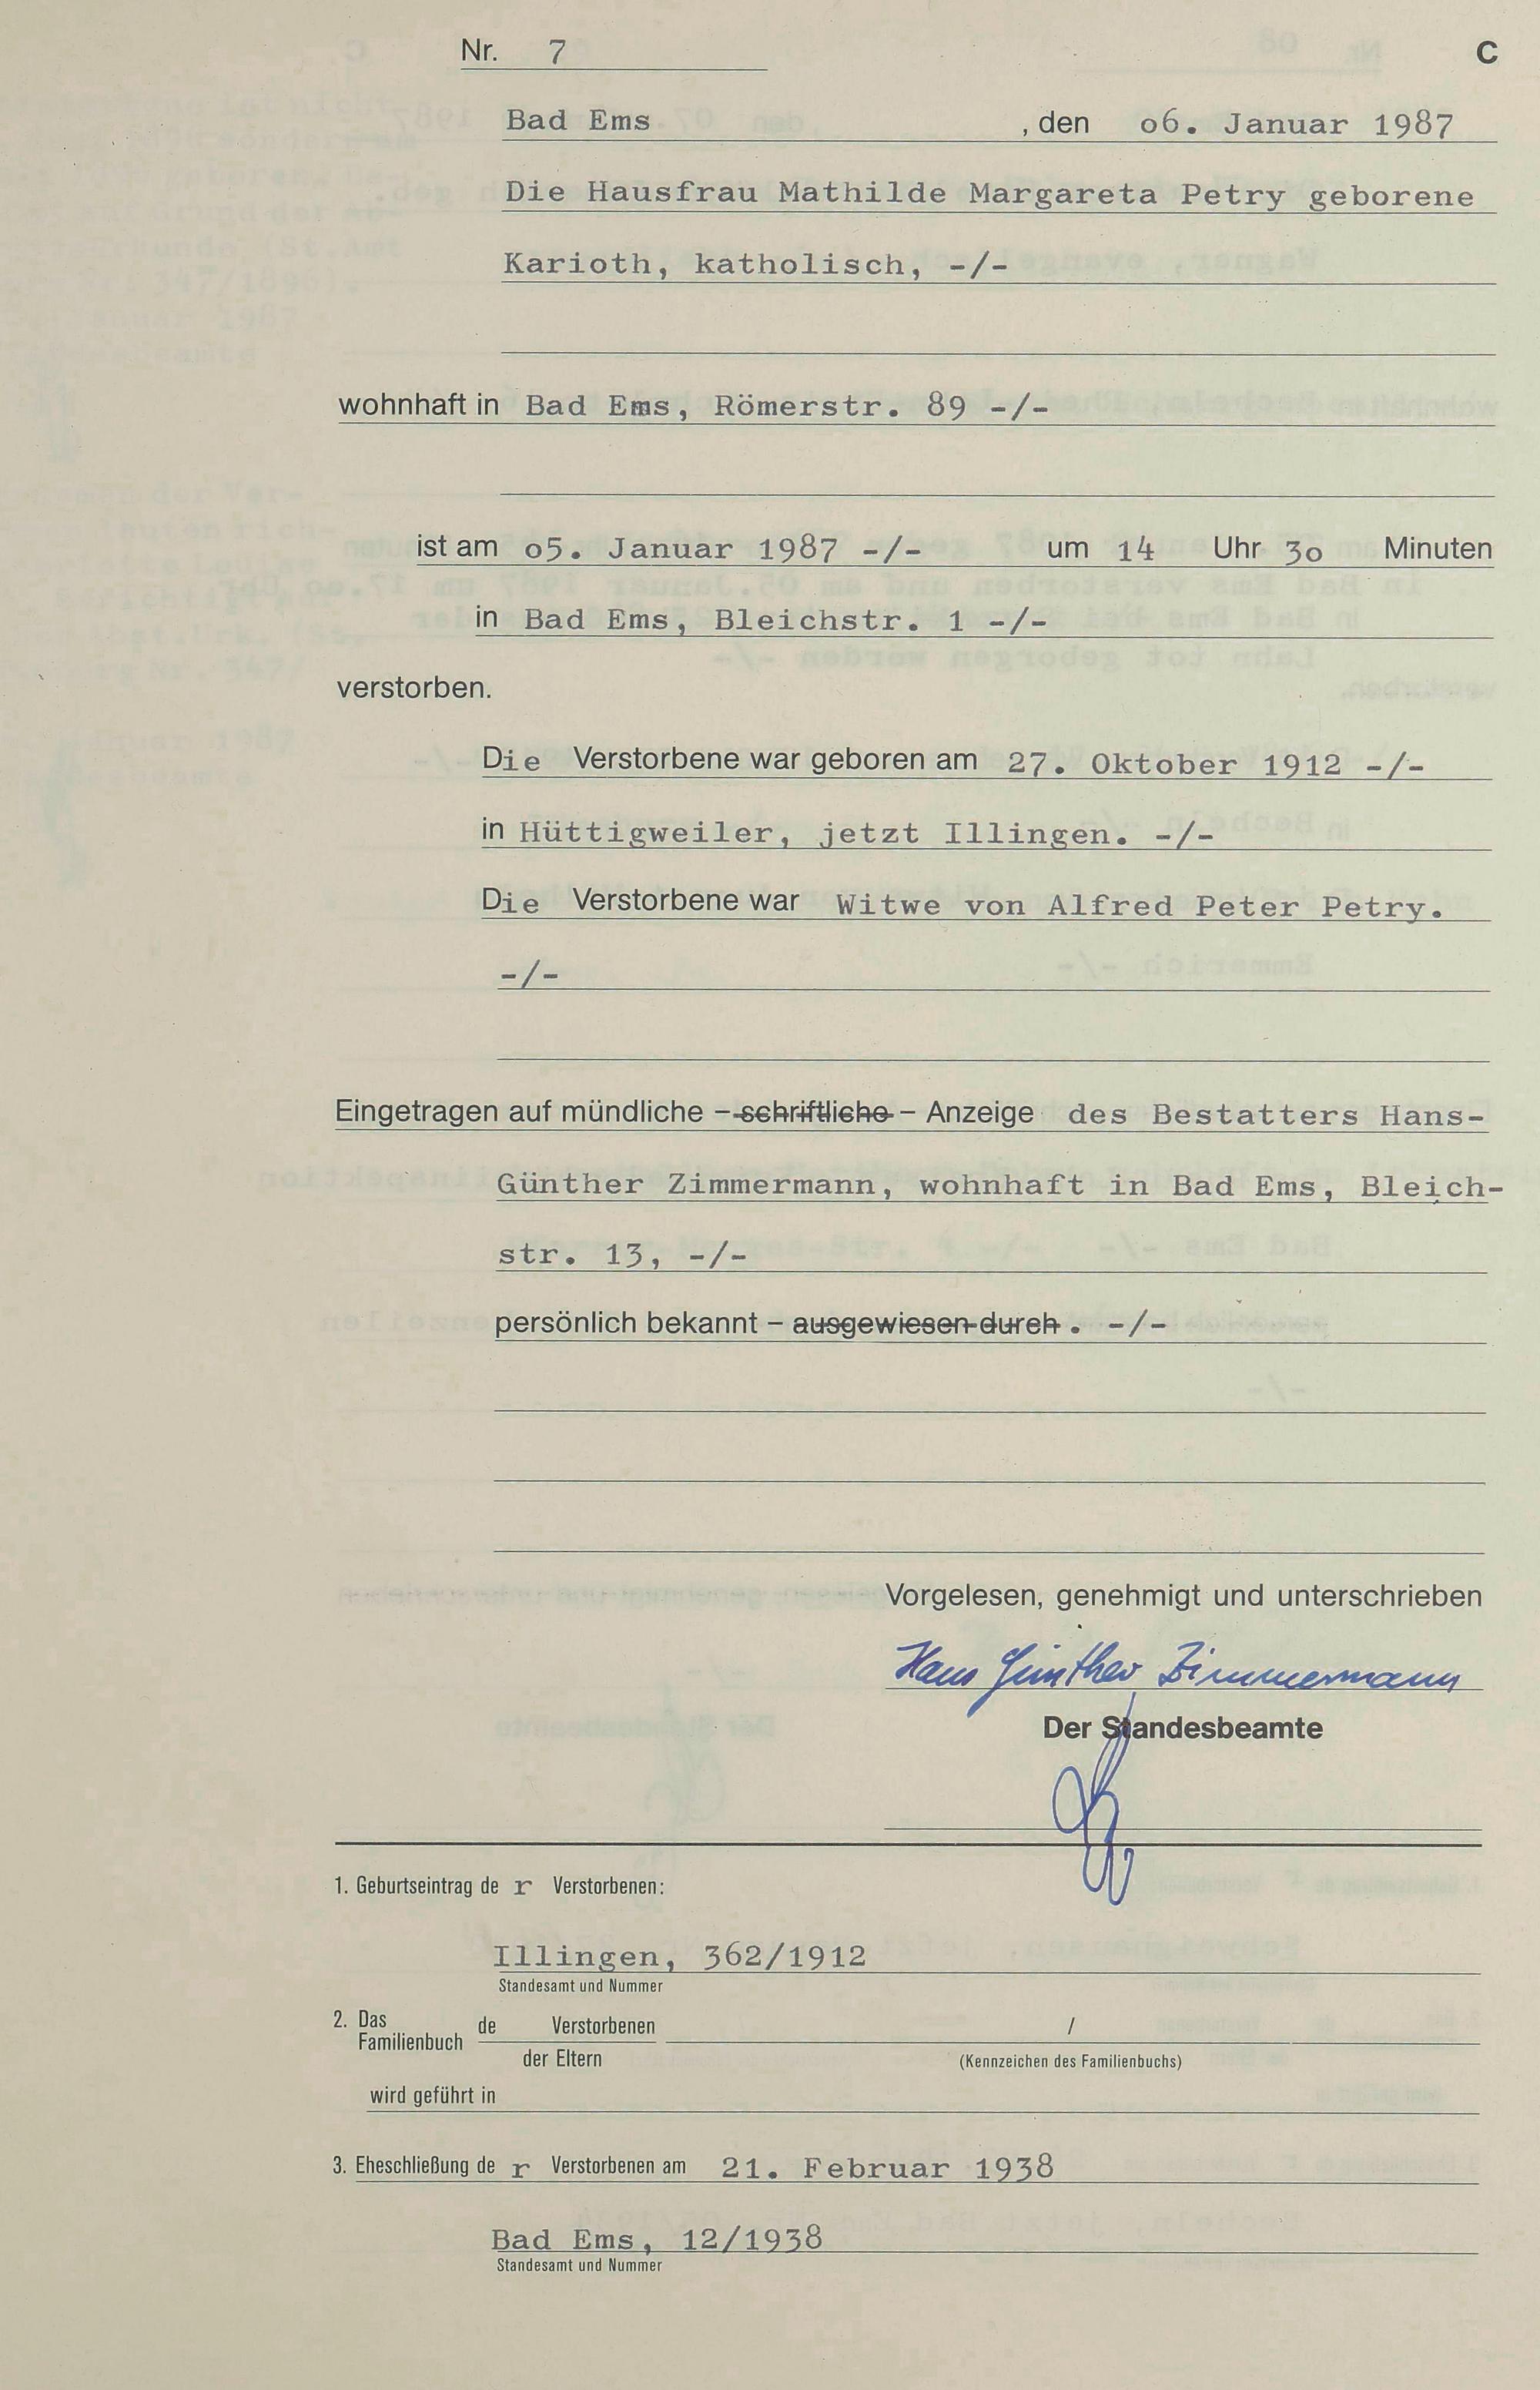 Nr. 7
C
Bad Ems , den o6. Januar 1987
Die Hausfrau Mathilde Margareta Petry geborene
Karioth, katholisch, -/-
wohnhaft in Bad Ems, Römerstr. 89 -/-
ist am o5. Januar 1987 -/- um 14 Uhr 3o Minuten
in Bad Ems, Bleichstr. 1 -/-
verstorben.
Die Verstorbene war geboren am 27. Oktober 1912 -/-
in Hüttigweiler, jetzt Illingen. -/-
Die Verstorbene war Witwe von Alfred Peter Petry.
-/-
Eingetragen auf mündliche – schriftliche – Anzeige des Bestatters Hans-
Günther Zimmermann, wohnhaft in Bad Ems, Bleich-
str. 13, -/-
persönlich bekannt – ausgewiesen durch . -/-
Vorgelesen, genehmigt und unterschrieben
Hans Günther Zimmermann
Der Standesbeamte
1. Geburtseintrag de r Verstorbenen:
Illingen, 362/1912
Standesamt und Nummer
2. Das Familienbuch de Verstorbenen /
der Eltern (Kennzeichen des Familienbuchs)
wird geführt in
3. Eheschließung de r Verstorbenen am 21. Februar 1938
Bad Ems, 12/1938
Standesamt und Nummer